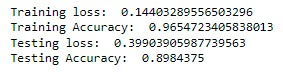 Training loss:  0.14403289556503296
Training Accuracy:  0.9654723405838013
Testing loss:  0.39903905987739563
Testing Accuracy:  0.8984375